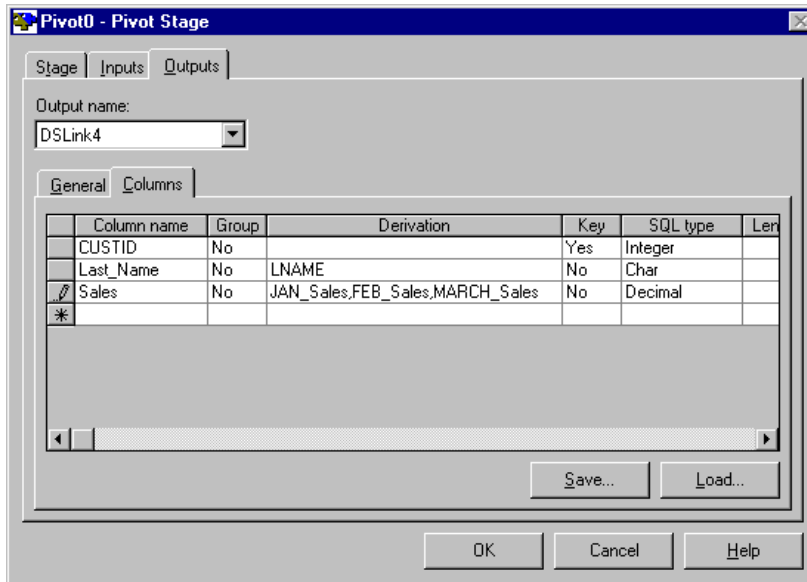 Pivot0 - Pivot Stage
Stage Inputs Outputs
Output name:
DSLink4
General Columns
Column name Group Derivation Key SQL type Len
CUSTID No Yes Integer
Last_Name No LNAME No Char
Sales No JAN_Sales,FEB_Sales,MARCH_Sales No Decimal
Save... Load...
OK Cancel Help